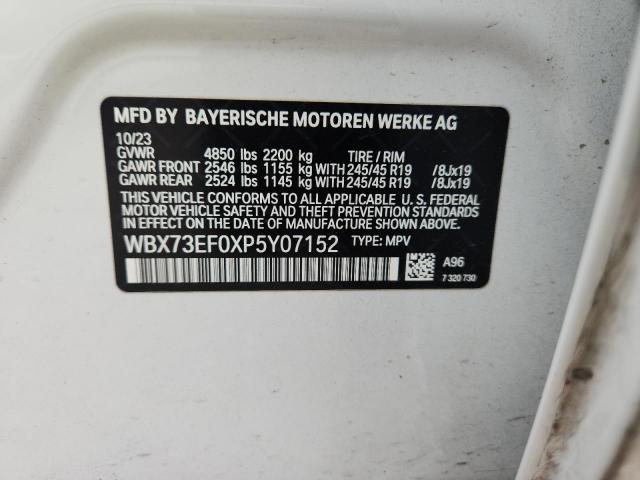 MFD BY BAYERISCHE MOTOREN WERKE AG
10/23
GVWR 4850 lbs 2200 kg TIRE / RIM
GAWR FRONT 2546 lbs 1155 kg WITH 245/45 R19 /8Jx19
GAWR REAR 2524 lbs 1145 kg WITH 245/45 R19 /8Jx19
THIS VEHICLE CONFORMS TO ALL APPLICABLE U. S. FEDERAL
MOTOR VEHICLE SAFETY AND THEFT PREVENTION STANDARDS
IN EFFECT ON THE DATE OF MANUFACTURE SHOWN ABOVE.
WBX73EF0XP5Y07152 TYPE: MPV
A96
7 320 730